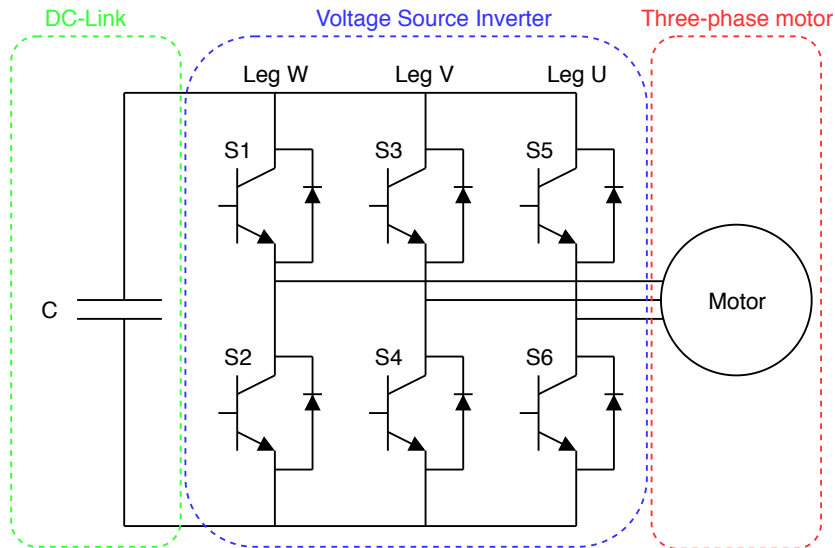 DC-Link
Voltage Source Inverter
Three-phase motor
Leg W
Leg V
Leg U
S1
S3
S5
C
Motor
S2
S4
S6